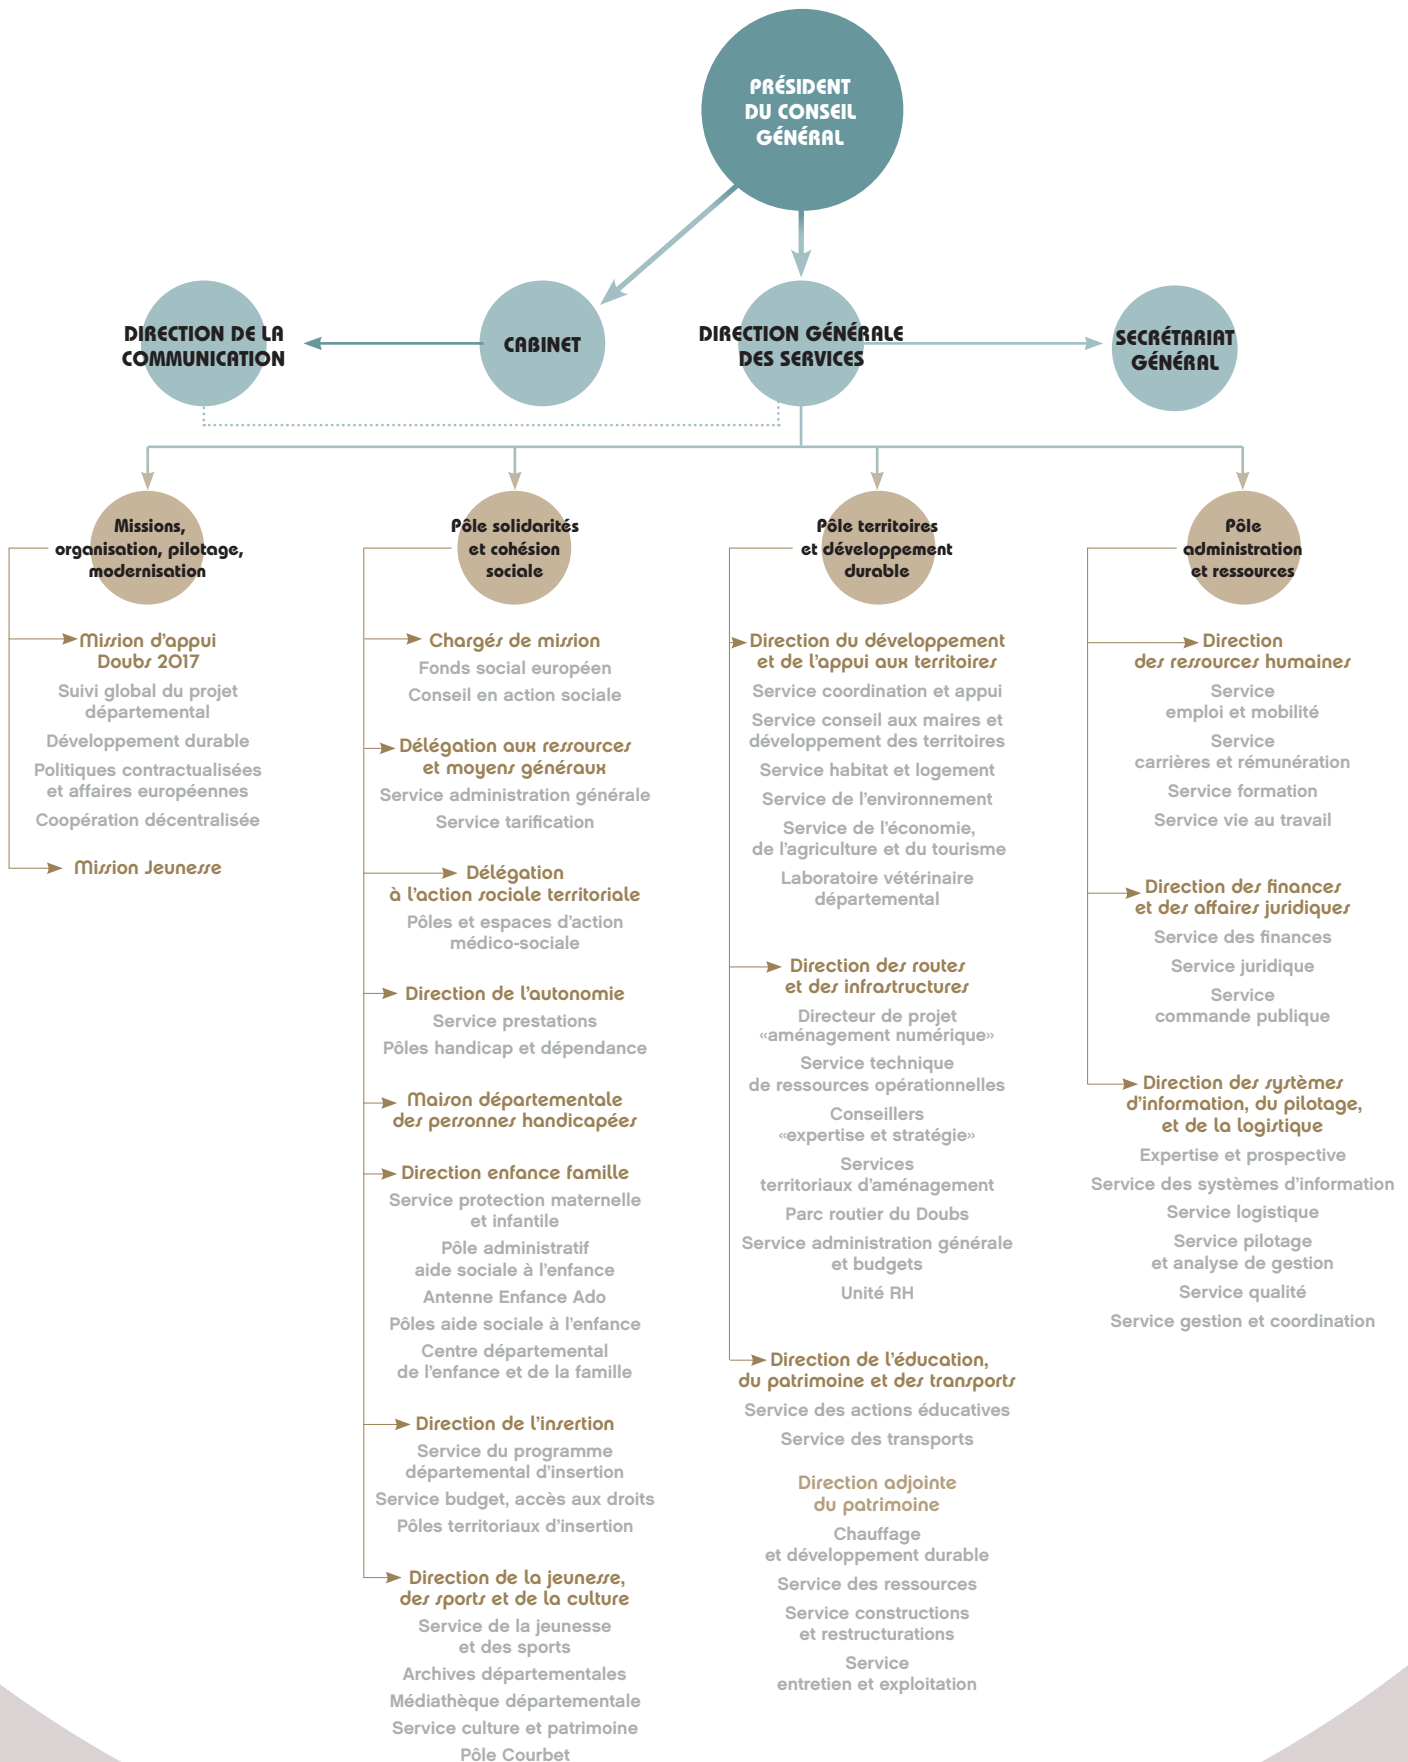 PRÉSIDENT
DU CONSEIL
GÉNÉRAL
DIRECTION DE LA
COMMUNICATION
CABINET
DIRECTION GÉNÉRALE
DES SERVICES
SECRÉTARIAT
GÉNÉRAL
Missions,
organisation, pilotage,
modernisation
Mission d'appui
Doubs 2017
Suivi global du projet
départemental
Développement durable
Politiques contractualisées
et affaires européennes
Coopération décentralisée
Mission Jeunesse
Pôle solidarités
et cohésion
sociale
Chargés de mission
Fonds social européen
Conseil en action sociale
Délégation aux ressources
et moyens généraux
Service administration générale
Service tarification
Délégation
à l'action sociale territoriale
Pôles et espaces d'action
médico-sociale
Direction de l'autonomie
Service prestations
Pôles handicap et dépendance
Maison départementale
des personnes handicapées
Direction enfance famille
Service protection maternelle
et infantile
Pôle administratif
aide sociale à l'enfance
Antenne Enfance Ado
Pôles aide sociale à l'enfance
Centre départemental
de l'enfance et de la famille
Direction de l'insertion
Service du programme
départemental d'insertion
Service budget, accès aux droits
Pôles territoriaux d'insertion
Direction de la jeunesse,
des sports et de la culture
Service de la jeunesse
et des sports
Archives départementales
Médiathèque départementale
Service culture et patrimoine
Pôle Courbet
Pôle territoires
et développement
durable
Direction du développement
et de l'appui aux territoires
Service coordination et appui
Service conseil aux maires et
développement des territoires
Service habitat et logement
Service de l'environnement
Service de l'économie,
de l'agriculture et du tourisme
Laboratoire vétérinaire
départemental
Direction des routes
et des infrastructures
Directeur de projet
«aménagement numérique»
Service technique
de ressources opérationnelles
Conseillers
«expertise et stratégie»
Services
territoriaux d'aménagement
Parc routier du Doubs
Service administration générale
et budgets
Unité RH
Direction de l'éducation,
du patrimoine et des transports
Service des actions éducatives
Service des transports
Direction adjointe
du patrimoine
Chauffage
et développement durable
Service des ressources
Service constructions
et restructurations
Service
entretien et exploitation
Pôle
administration
et ressources
Direction
des ressources humaines
Service
emploi et mobilité
Service
carrières et rémunération
Service formation
Service vie au travail
Direction des finances
et des affaires juridiques
Service des finances
Service juridique
Service
commande publique
Direction des systèmes
d'information, du pilotage,
et de la logistique
Expertise et prospective
Service des systèmes d'information
Service logistique
Service pilotage
et analyse de gestion
Service qualité
Service gestion et coordination